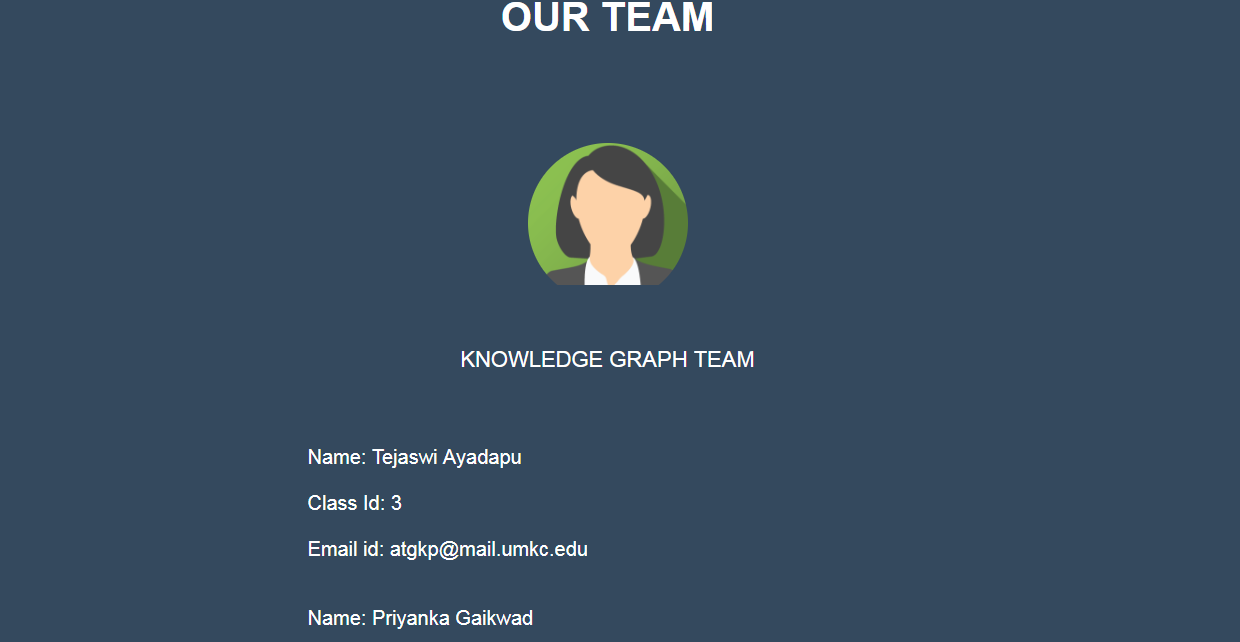 OUR TEAM
KNOWLEDGE GRAPH TEAM
Name: Tejaswi Ayadapu
Class Id: 3
Email id: atgkp@mail.umkc.edu
Name: Priyanka Gaikwad